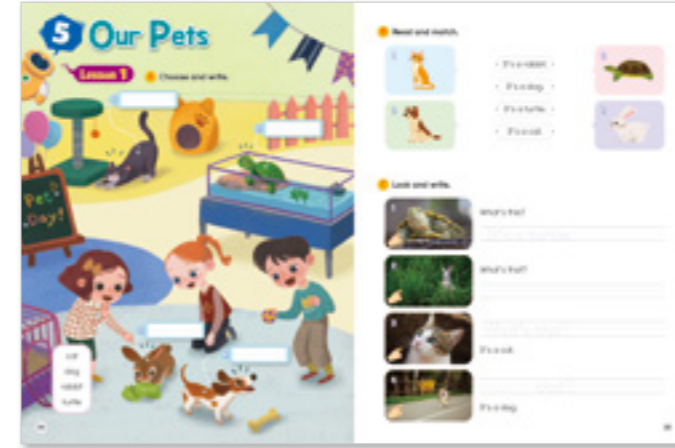 5 Our Pets
Lesson 1
Choose and write.
Pet
Day!
cat
dog
rabbit
turtle
Read and match.
It's a rabbit.
It's a dog.
It's a turtle.
It's a cat.
Look and write.
What's this?
What's that?
It's a cat.
It's a dog.